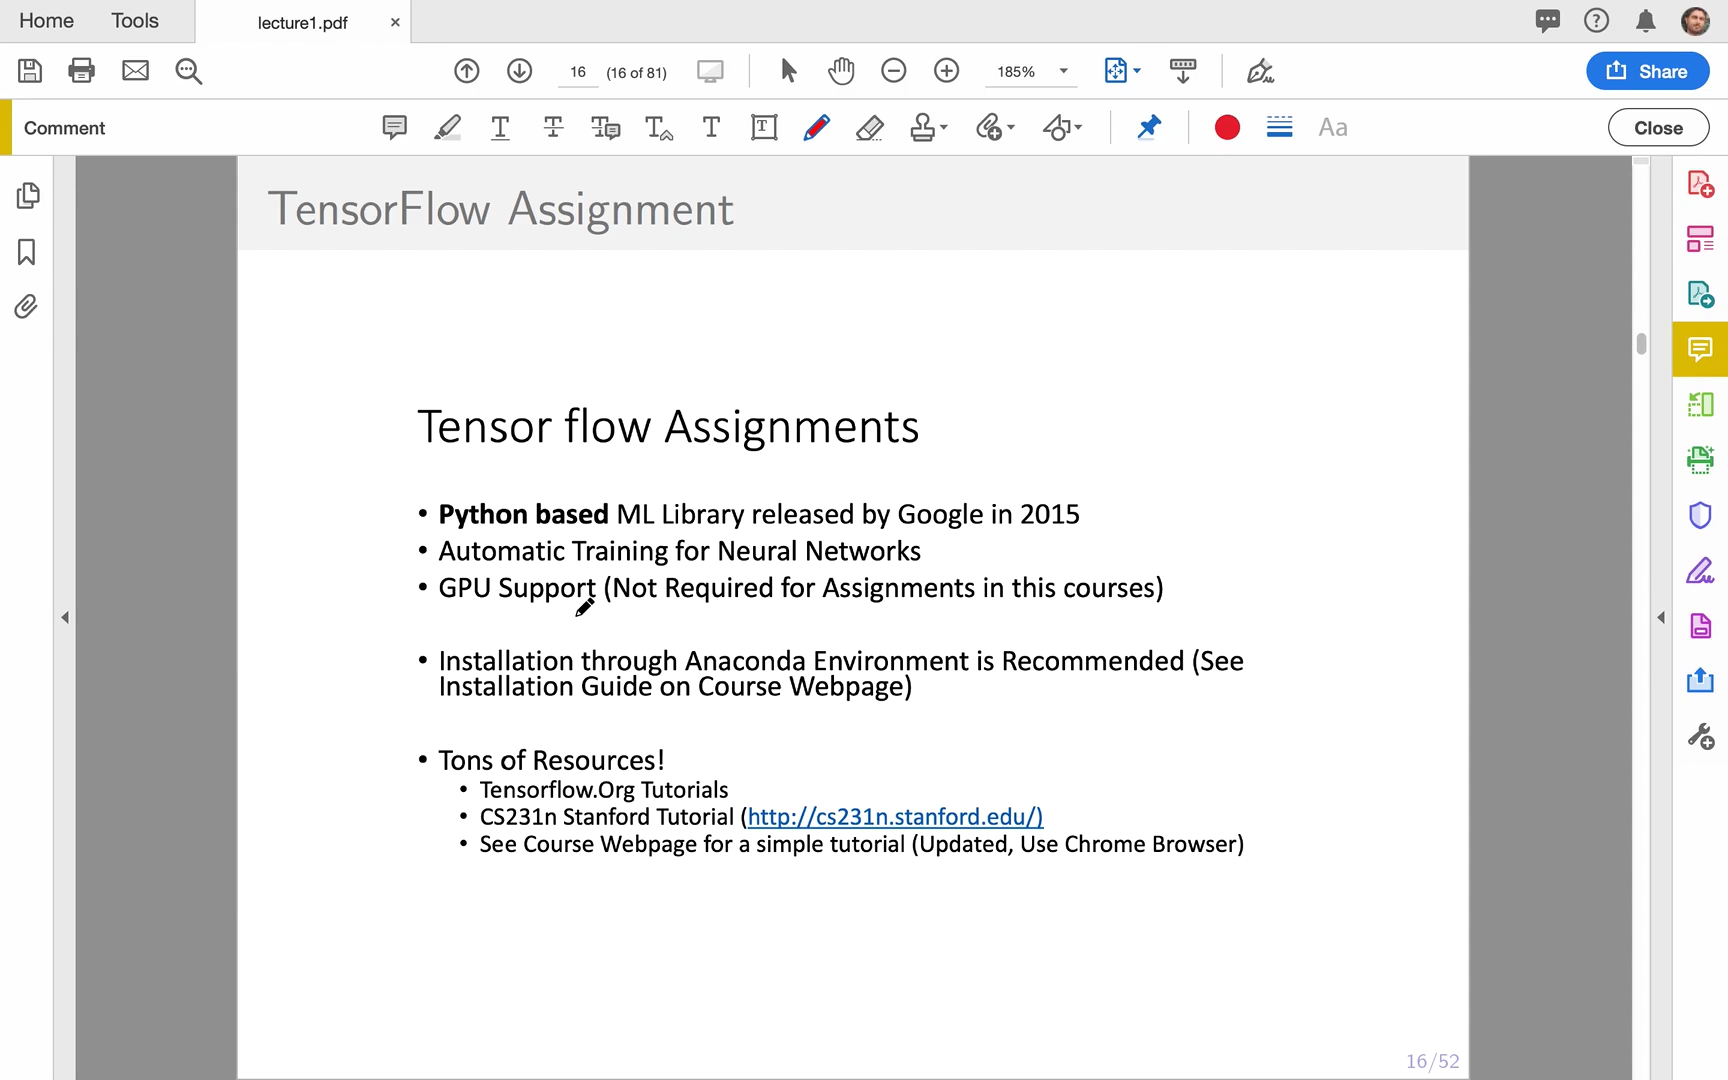 Home Tools lecture1.pdf ×
16 (16 of 81) 185% Share
Comment Aa Close
TensorFlow Assignment
Tensor flow Assignments
• Python based ML Library released by Google in 2015
• Automatic Training for Neural Networks
• GPU Support (Not Required for Assignments in this courses)
• Installation through Anaconda Environment is Recommended (See
Installation Guide on Course Webpage)
• Tons of Resources!
• Tensorflow.Org Tutorials
• CS231n Stanford Tutorial (http://cs231n.stanford.edu/)
• See Course Webpage for a simple tutorial (Updated, Use Chrome Browser)
16/52